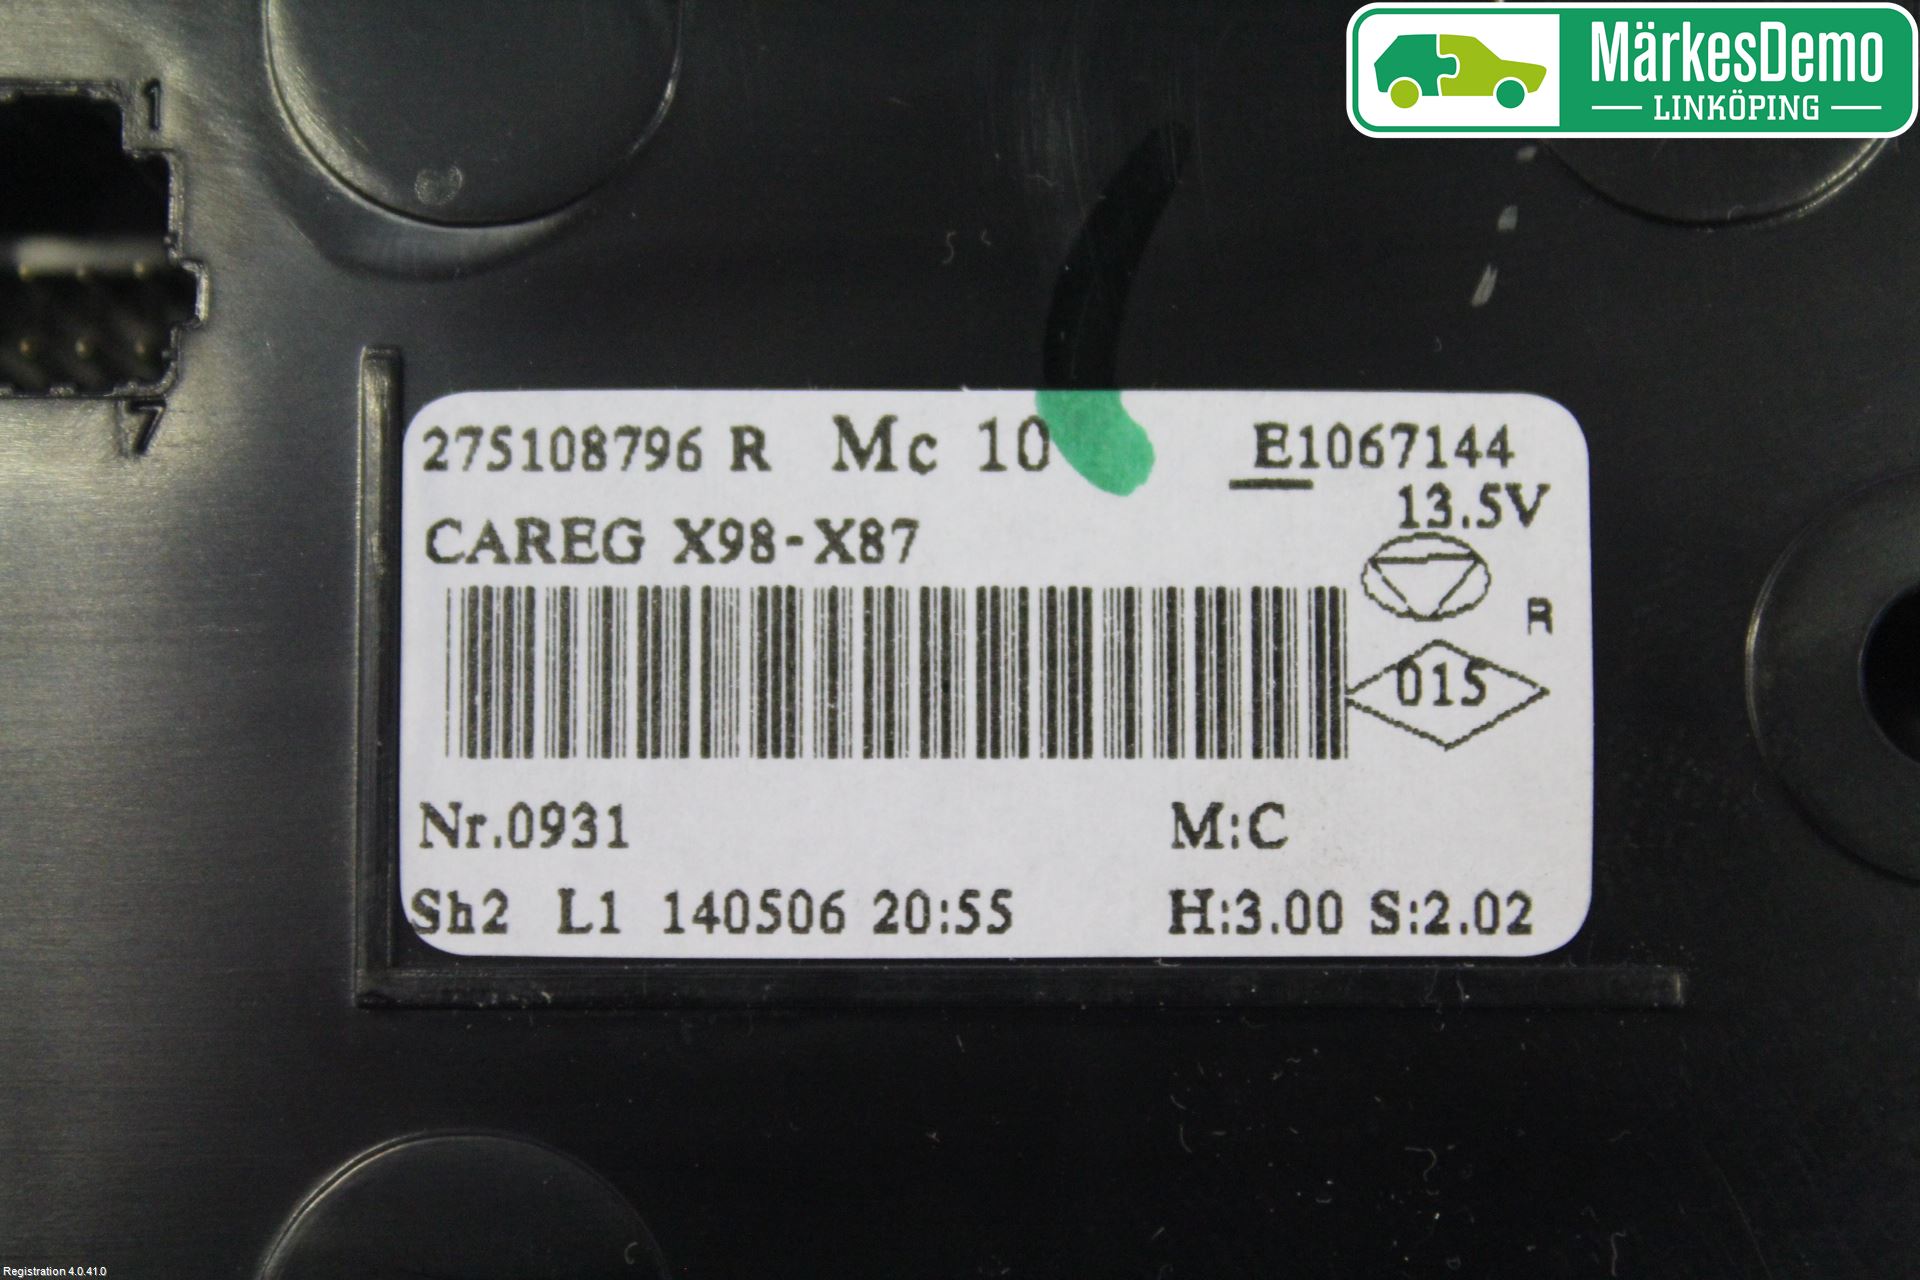 MärkesDemo
LINKÖPING
1
7
275108796 R Mc 10 E1067144
13.5V
CAREG X98-X87
R
015
Nr.0931 M:C
Sh2 L1 140506 20:55 H:3.00 S:2.02
Registration 4.0.41.0